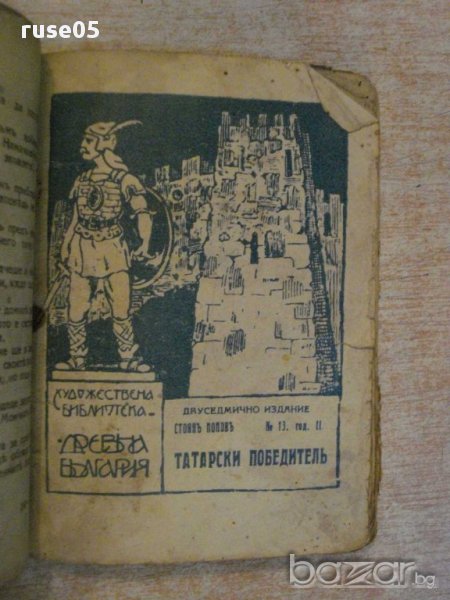 ruse05
ХУДОЖЕСТВЕНА
БИБЛИОТЕКА
ДРЕВНА
БЪЛГАРИЯ
ДВУСЕДМИЧНО ИЗДАНИЕ
СТОЯНЪ ПОПОВЪ № 13, год. II
ТАТАРСКИ ПОБЕДИТЕЛЬ
bazar.bg